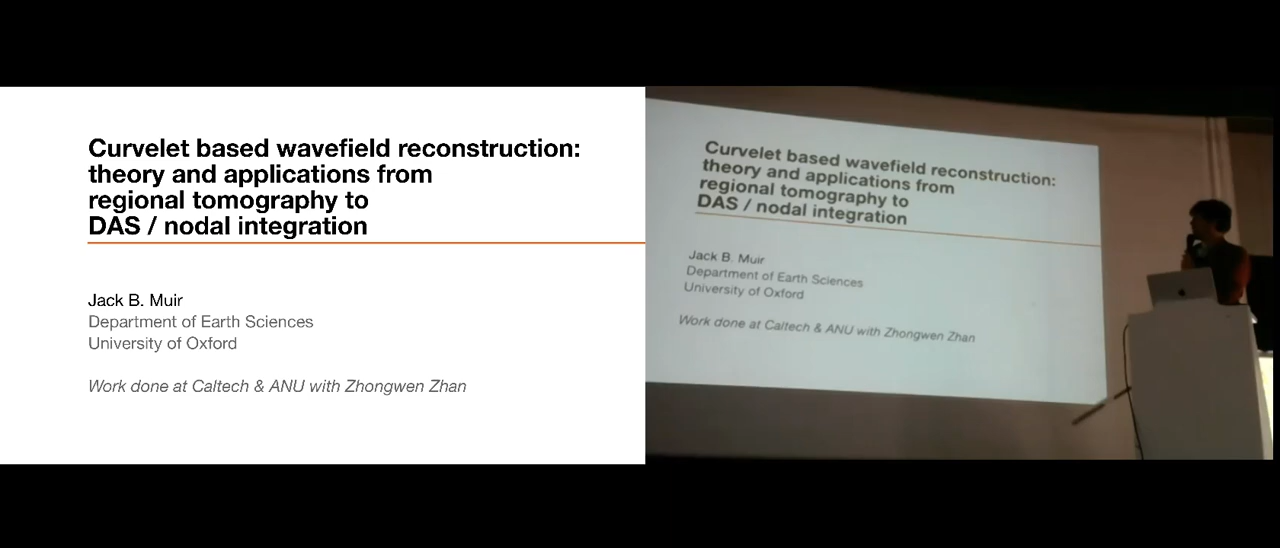 Curvelet based wavefield reconstruction:
theory and applications from
regional tomography to
DAS / nodal integration
Jack B. Muir
Department of Earth Sciences
University of Oxford
Work done at Caltech & ANU with Zhongwen Zhan
Curvelet based wavefield reconstruction:
theory and applications from
regional tomography to
DAS / nodal integration
Jack B. Muir
Department of Earth Sciences
University of Oxford
Work done at Caltech & ANU with Zhongwen Zhan